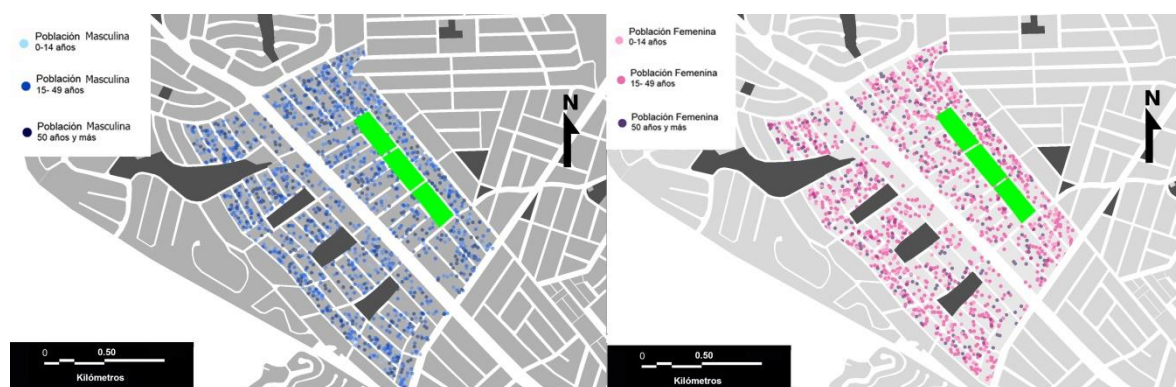 Población Masculina
0-14 años
Población Masculina
15- 49 años
Población Masculina
50 años y más
N
0 0.50
Kilómetros
Población Femenina
0-14 años
Población Femenina
15- 49 años
Población Femenina
50 años y más
N
0 0.50
Kilómetros